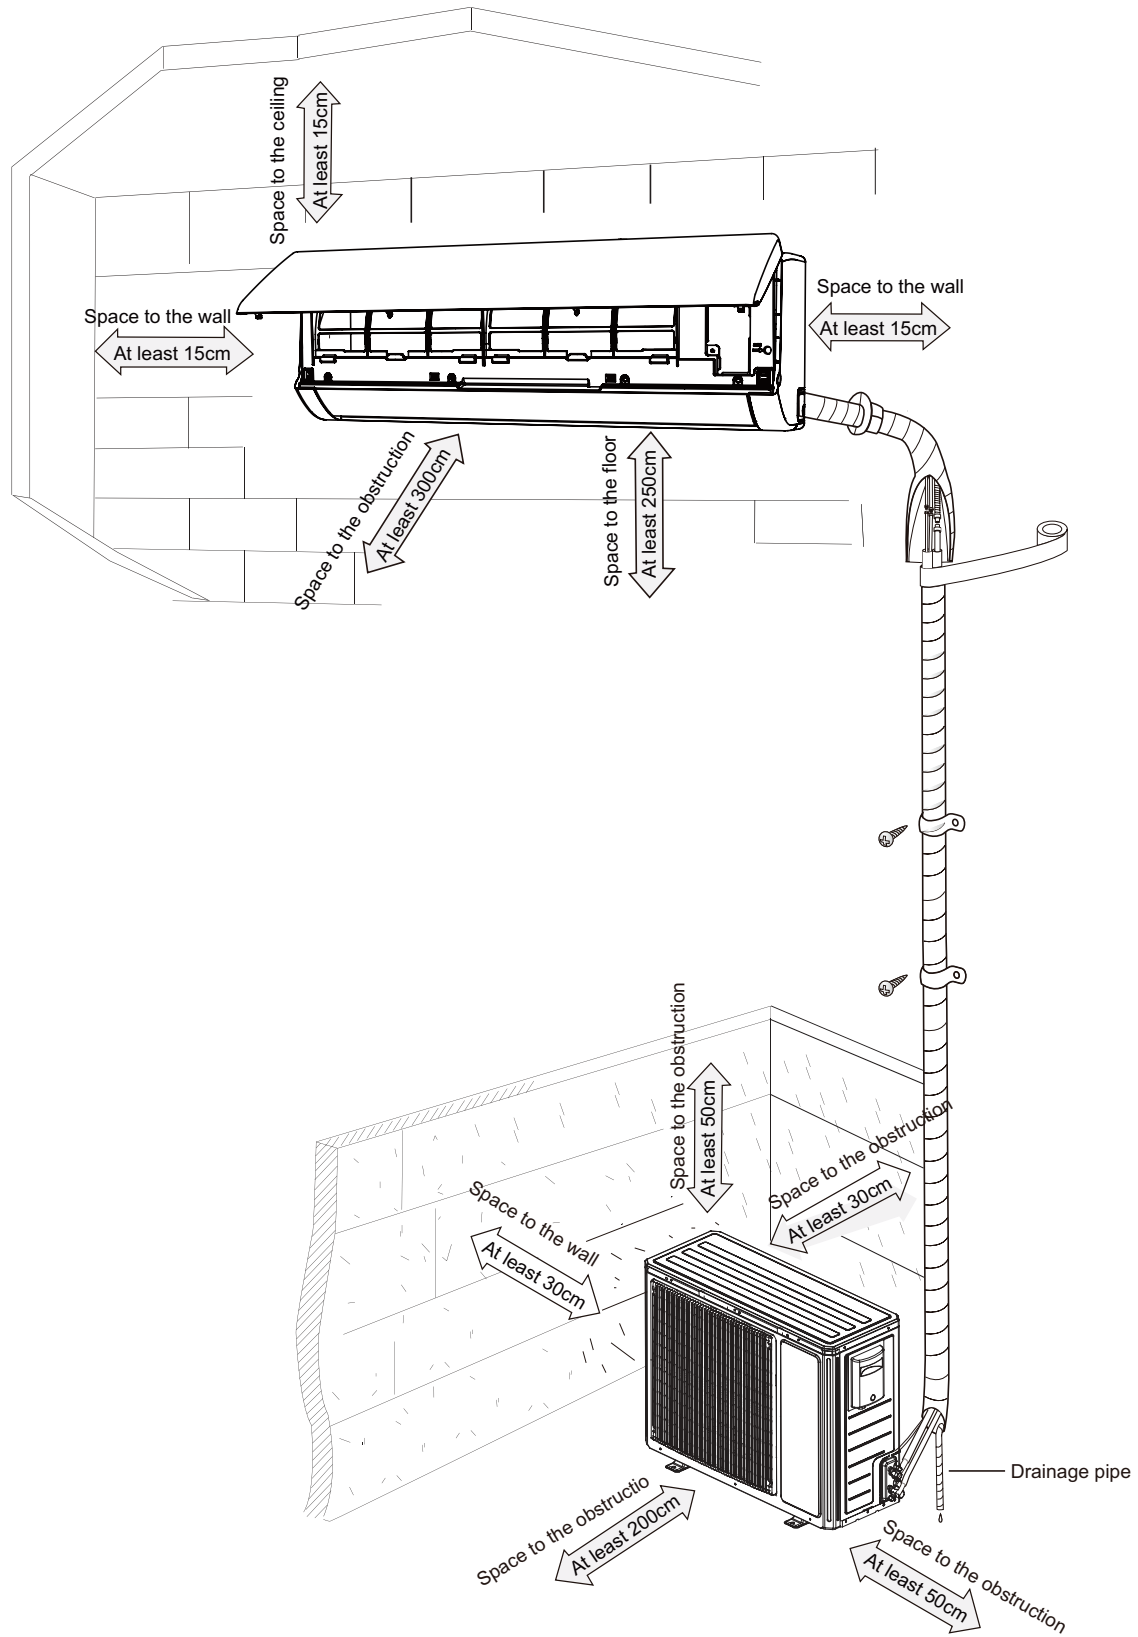 Space to the ceiling
At least 15cm
Space to the wall
At least 15cm
Space to the wall
At least 15cm
Space to the obstruction
At least 300cm
Space to the floor
At least 250cm
Space to the obstruction
At least 50cm
Space to the obstruction
At least 30cm
Space to the wall
At least 30cm
Drainage pipe
Space to the obstructio
At least 200cm
Space to the obstruction
At least 50cm